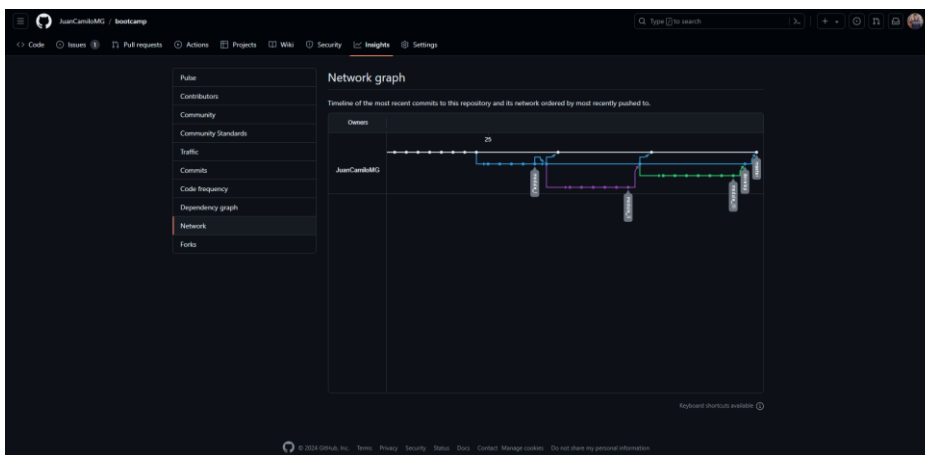 JuanCamiloMG / bootcamp
Type / to search
Code Issues 1 Pull requests Actions Projects Wiki Security Insights Settings
Pulse
Contributors
Community
Community Standards
Traffic
Commits
Code frequency
Dependency graph
Network
Forks
Network graph
Timeline of the most recent commits to this repository and its network ordered by most recently pushed to.
Owners
25
JuanCamiloMG
Keyboard shortcuts available
© 2024 GitHub, Inc. Terms Privacy Security Status Docs Contact Manage cookies Do not share my personal information